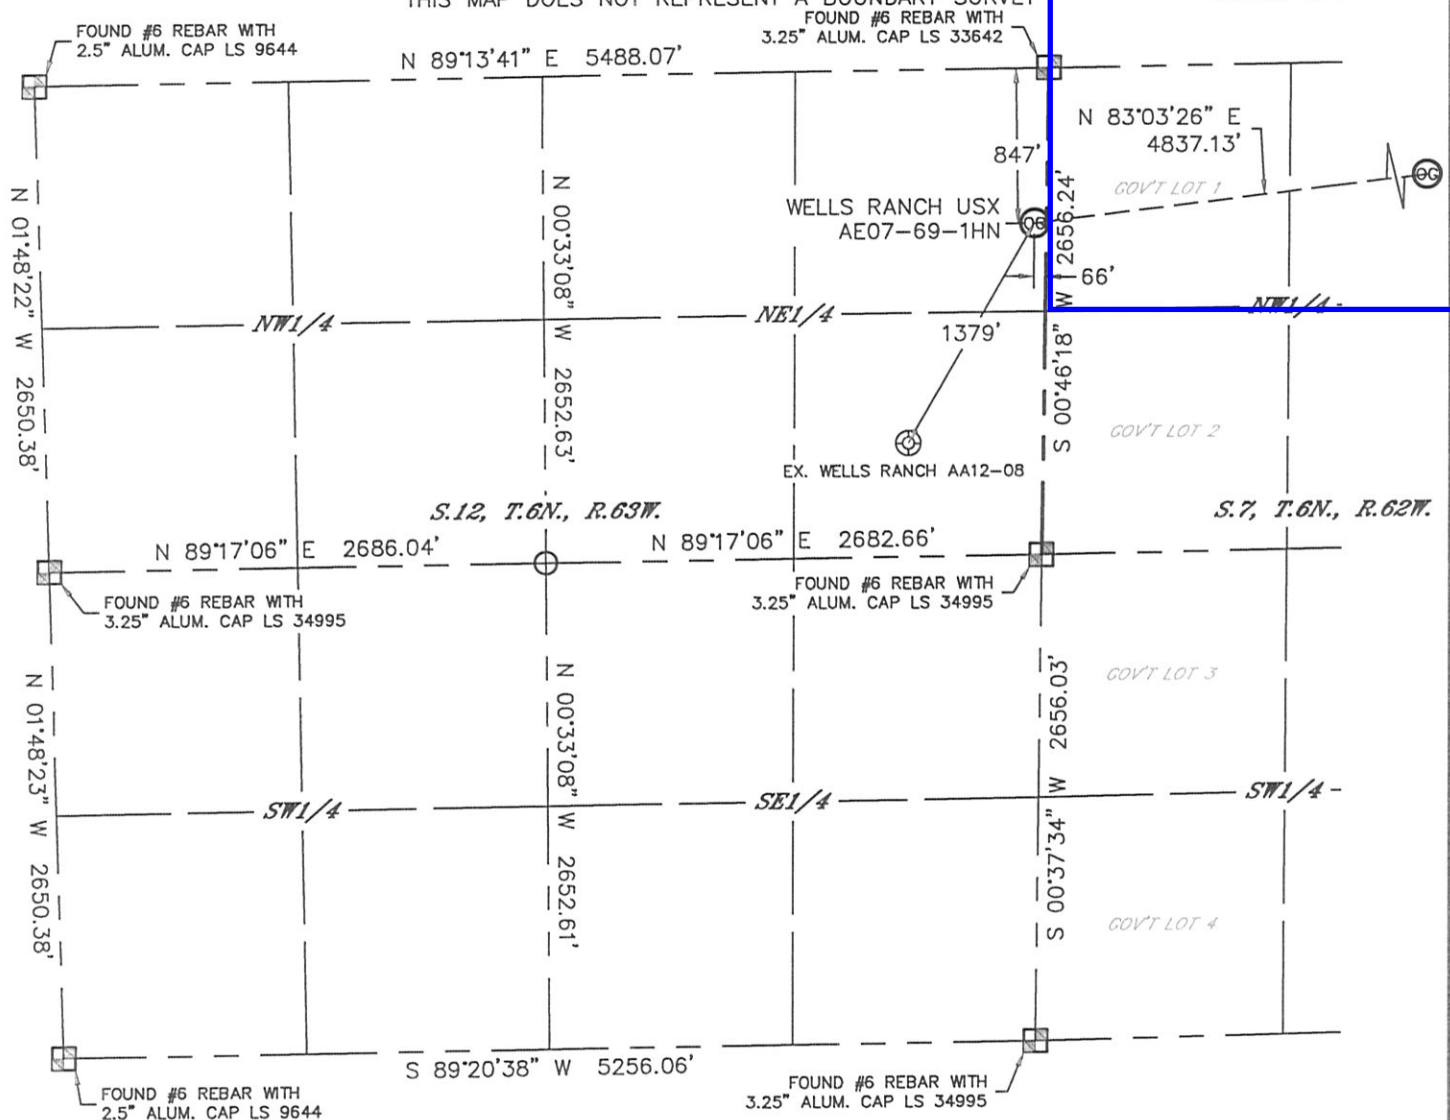 THIS MAP DOES NOT REPRESENT A BOUNDARY SURVEY
FOUND #6 REBAR WITH
2.5" ALUM. CAP LS 9644
N 89°13'41" E 5488.07'
FOUND #6 REBAR WITH
3.25" ALUM. CAP LS 33642
N 83°03'26" E
4837.13'
847'
GOV'T LOT 1
OG
WELLS RANCH USX
AE07-69-1HN
OG
66'
N 01°48'22" W 2650.38'
N 00°33'08" W 2652.63'
S 00°46'18" W 2656.24'
NW1/4
NE1/4
NW1/4
1379'
GOV'T LOT 2
EX. WELLS RANCH AA12-08
S.12, T.6N., R.63W.
S.7, T.6N., R.62W.
N 89°17'06" E 2686.04'
N 89°17'06" E 2682.66'
FOUND #6 REBAR WITH
3.25" ALUM. CAP LS 34995
FOUND #6 REBAR WITH
3.25" ALUM. CAP LS 34995
N 01°48'23" W 2650.38'
N 00°33'08" W 2652.61'
S 00°37'34" W 2656.03'
GOV'T LOT 3
SW1/4
SE1/4
SW1/4
GOV'T LOT 4
S 89°20'38" W 5256.06'
FOUND #6 REBAR WITH
2.5" ALUM. CAP LS 9644
FOUND #6 REBAR WITH
3.25" ALUM. CAP LS 34995